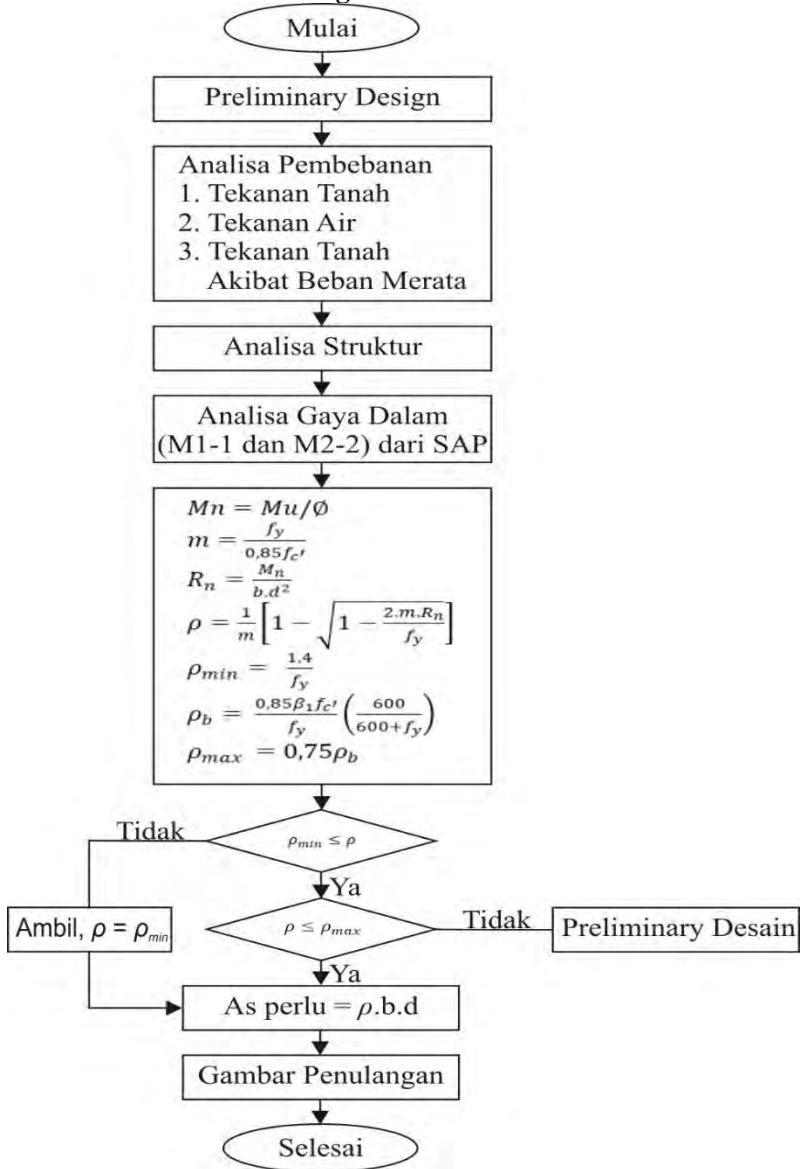 Mulai
Preliminary Design
Analisa Pembebanan
1. Tekanan Tanah
2. Tekanan Air
3. Tekanan Tanah
Akibat Beban Merata
Analisa Struktur
Analisa Gaya Dalam
(M1-1 dan M2-2) dari SAP
Mn = Mu/Ø
m = fy / 0,85fc'
Rn = Mn / b.d²
ρ = 1/m [1 − √(1 − 2.m.Rn / fy)]
ρmin = 1,4 / fy
ρb = 0,85β₁fc' / fy (600 / 600+fy)
ρmax = 0,75ρb
Tidak
ρmin ≤ ρ
Ya
Ambil, ρ = ρmin
ρ ≤ ρmax
Tidak
Preliminary Desain
Ya
As perlu = ρ.b.d
Gambar Penulangan
Selesai